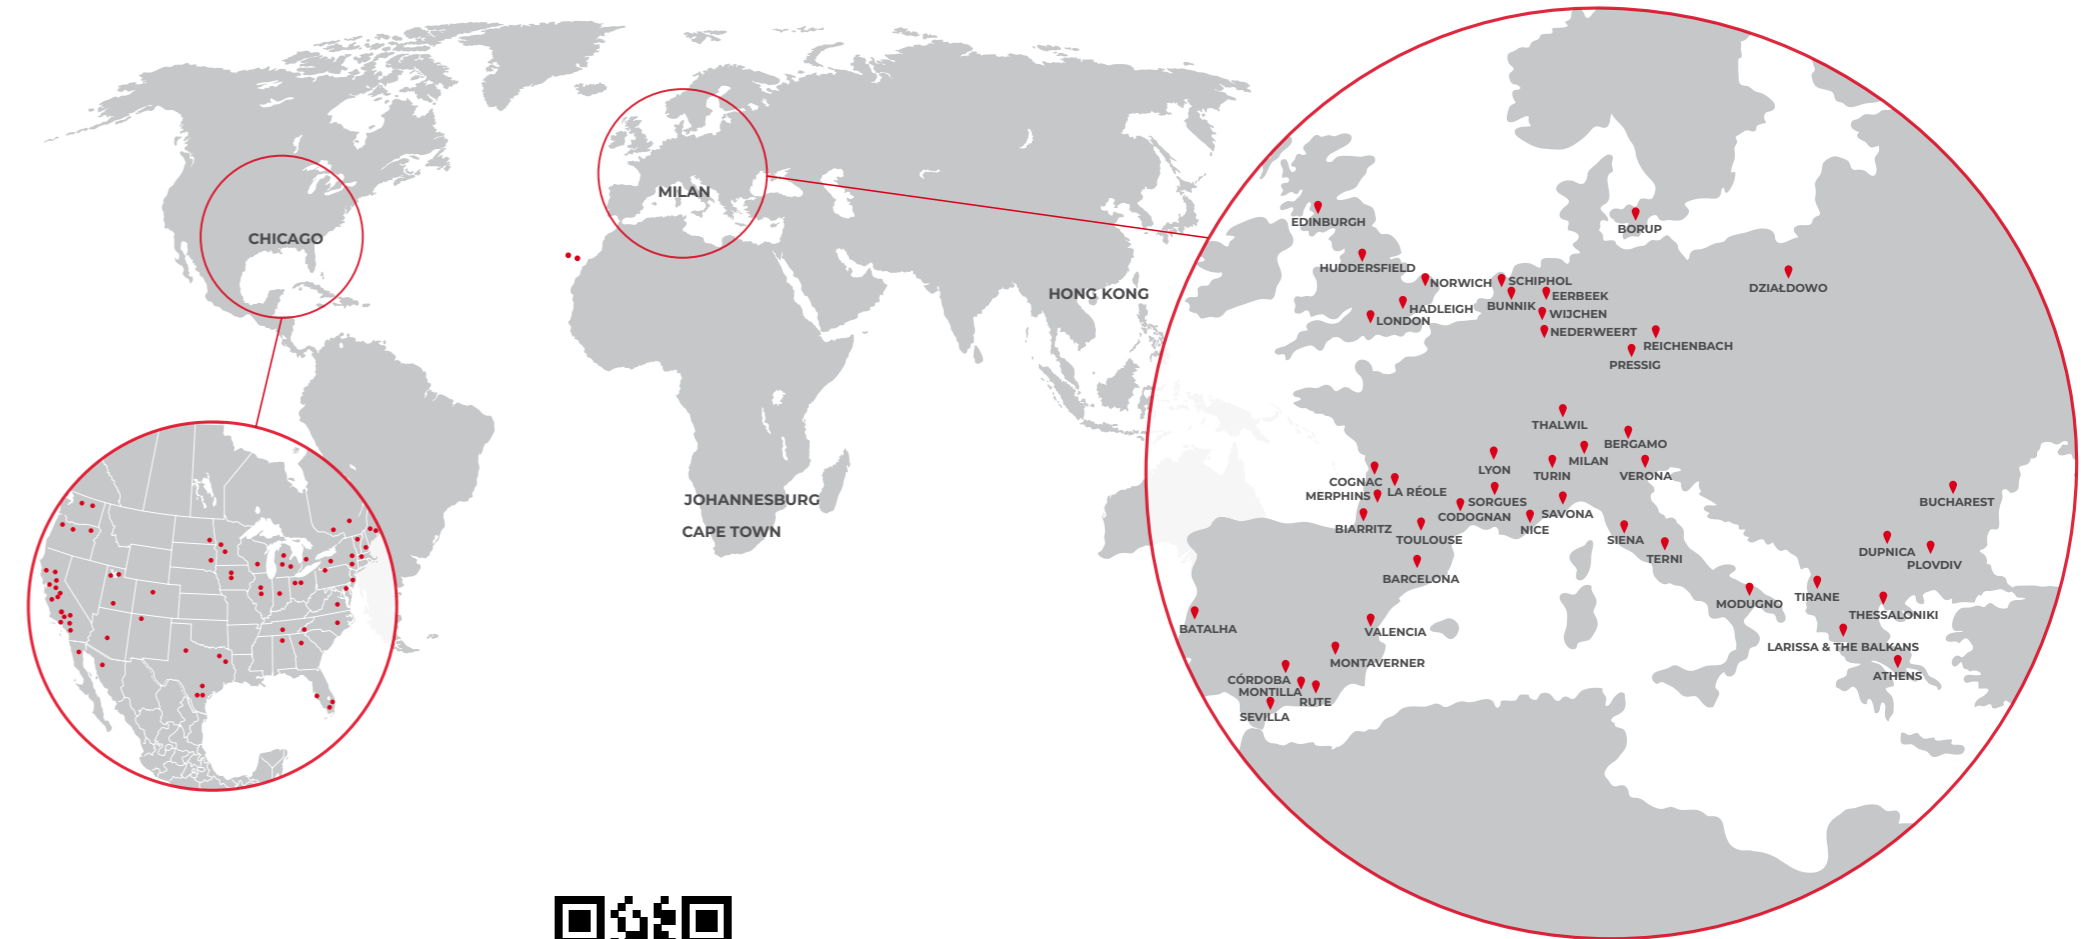 MILAN
CHICAGO
HONG KONG
JOHANNESBURG
CAPE TOWN
EDINBURGH
BORUP
HUDDERSFIELD
NORWICH
SCHIPHOL
DZIAŁDOWO
EERBEEK
BUNNIK
HADLEIGH
WIJCHEN
LONDON
NEDERWEERT
REICHENBACH
PRESSIG
THALWIL
BERGAMO
MILAN
LYON
TURIN
VERONA
COGNAC
LA RÉOLE
MERPHINS
SORGUES
BUCHAREST
CODOGNAN
SAVONA
BIARRITZ
NICE
TOULOUSE
SIENA
DUPNICA
TERNI
PLOVDIV
BARCELONA
TIRANE
MODUGNO
THESSALONIKI
BATALHA
VALENCIA
LARISSA & THE BALKANS
MONTAVERNER
ATHENS
CÓRDOBA
MONTILLA
RUTE
SEVILLA